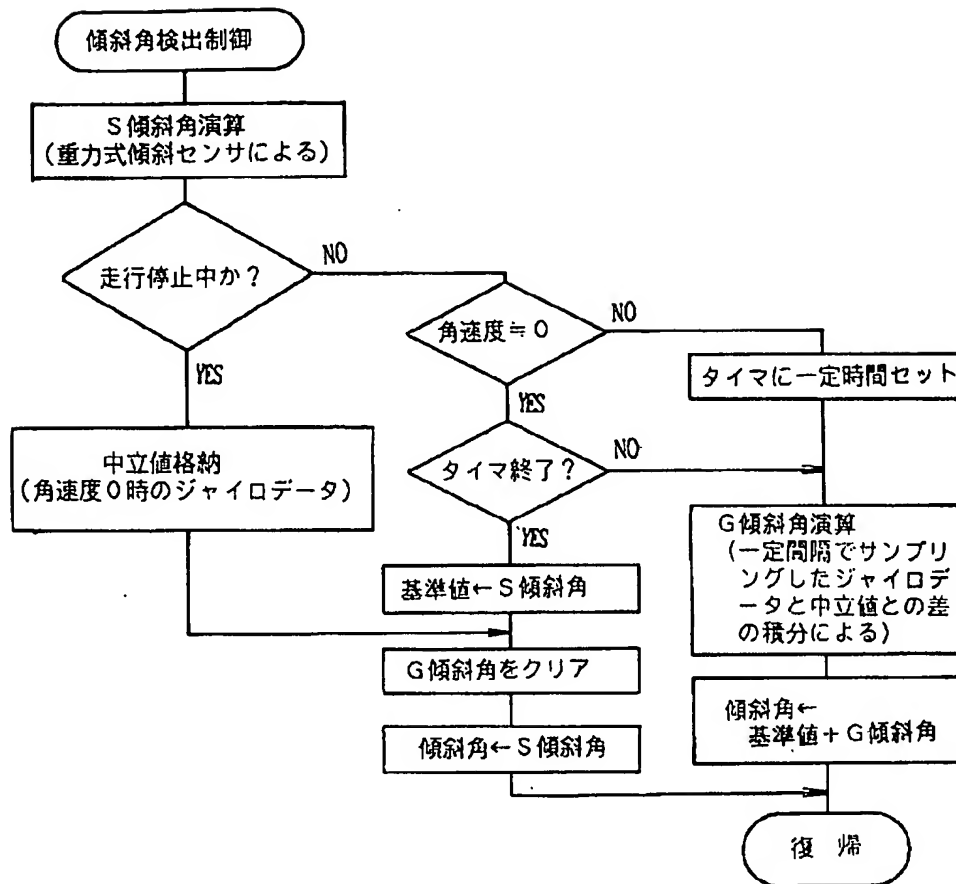 傾斜角検出制御
S傾斜角演算
(重力式傾斜センサによる)
走行停止中か?
NO
YES
中立値格納
(角速度0時のジャイロデータ)
角速度≒0
NO
YES
タイマに一定時間セット
タイマ終了?
NO
YES
基準値←S傾斜角
G傾斜角をクリア
傾斜角←S傾斜角
G傾斜角演算
(一定間隔でサンプリ
ングしたジャイロデ
ータと中立値との差
の積分による)
傾斜角←
基準値+G傾斜角
復 帰